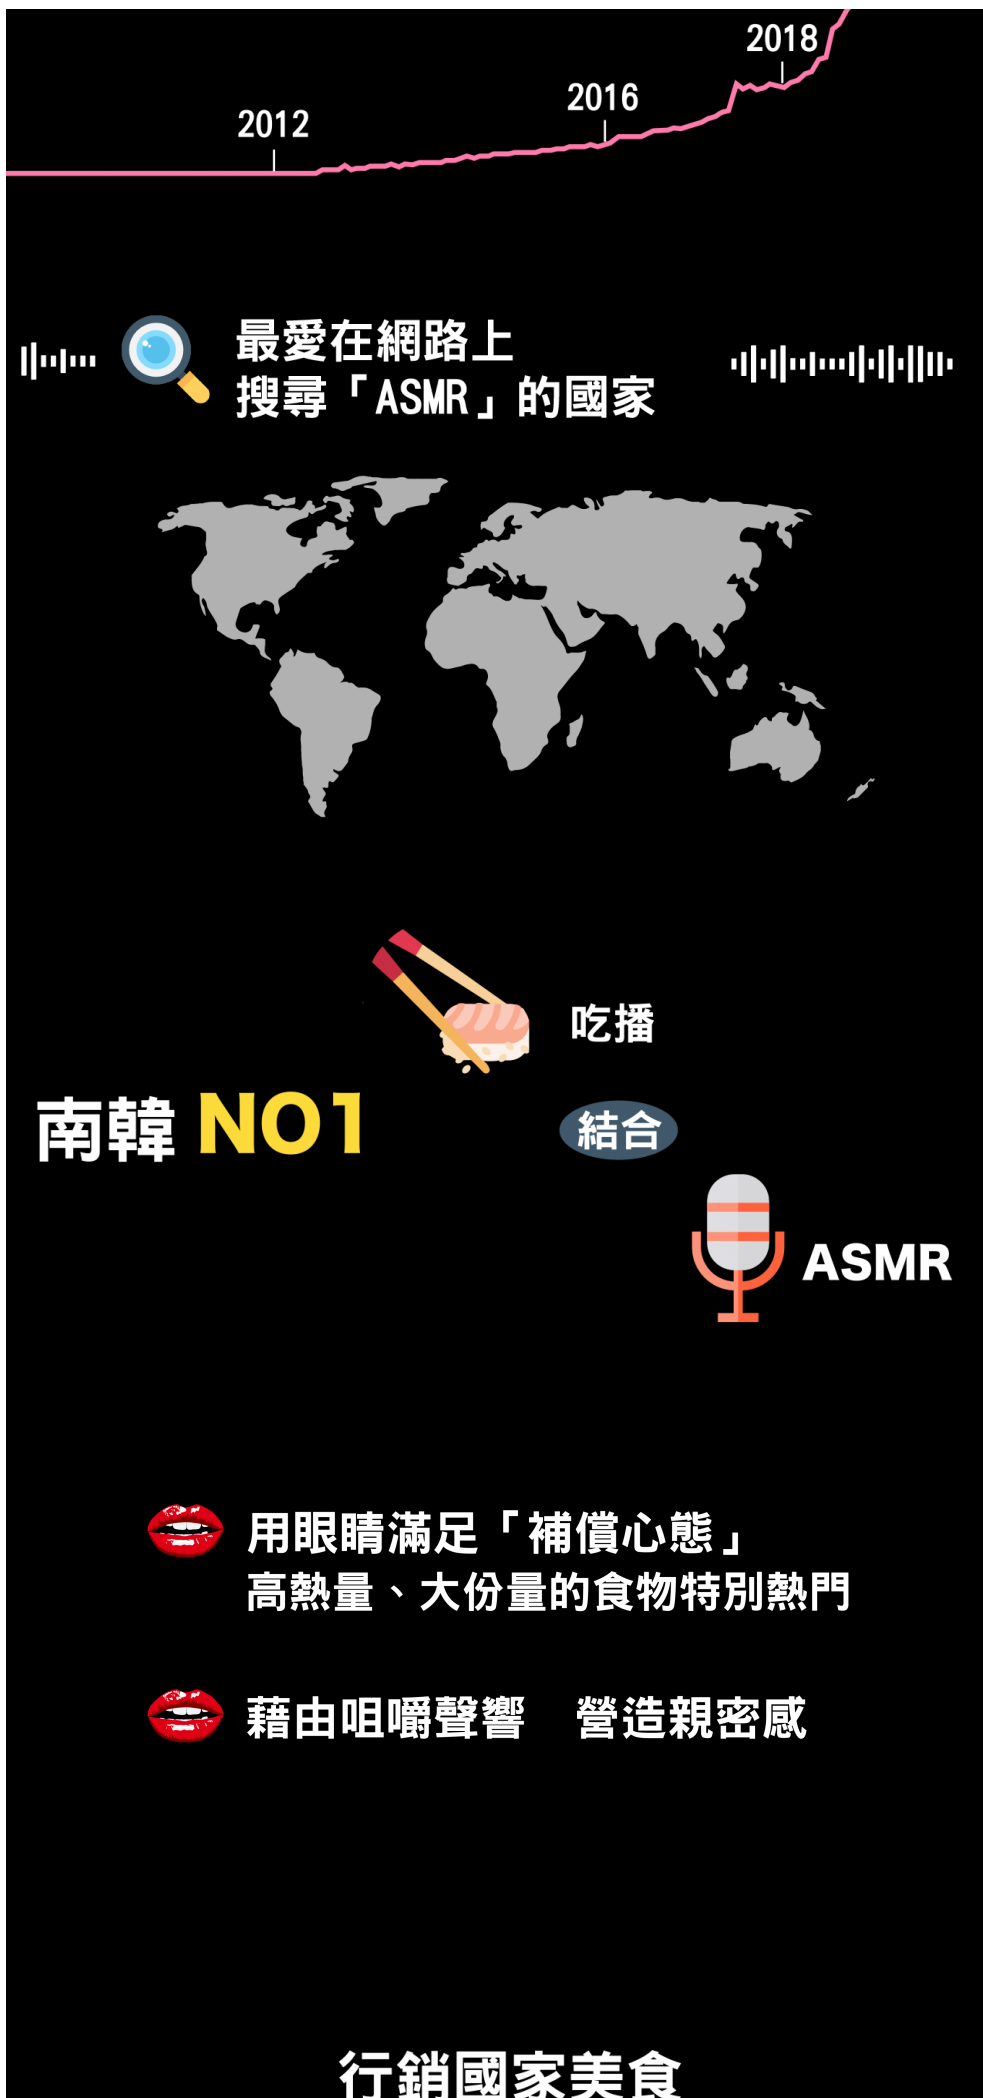 2018
2016
2012
最愛在網路上
搜尋「ASMR」的國家
吃播
南韓 NO1
結合
ASMR
用眼睛滿足「補償心態」
高熱量、大份量的食物特別熱門
藉由咀嚼聲響　營造親密感
行銷國家美食